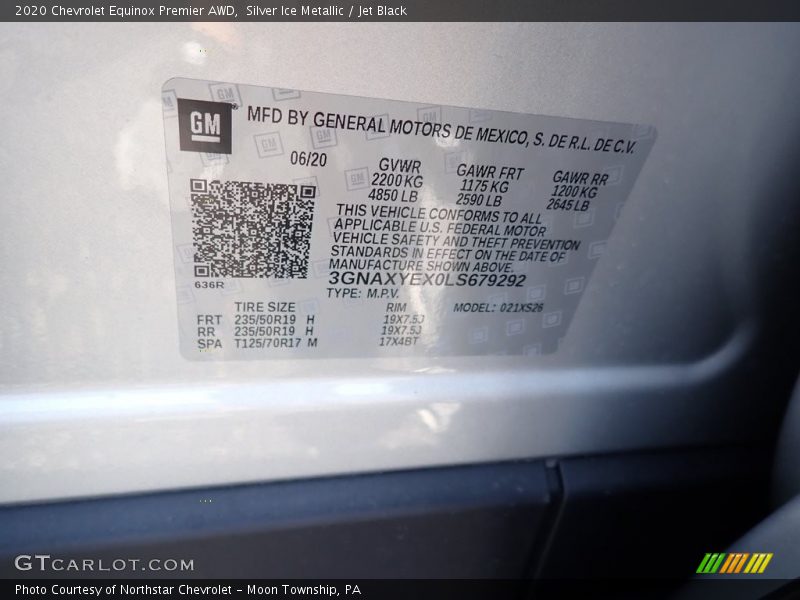 2020 Chevrolet Equinox Premier AWD,  Silver Ice Metallic / Jet Black
GM® MFD BY GENERAL MOTORS DE MEXICO, S. DE R.L. DE C.V.
06/20 GVWR GAWR FRT GAWR RR
2200 KG 1175 KG 1200 KG
4850 LB 2590 LB 2645 LB
THIS VEHICLE CONFORMS TO ALL
APPLICABLE U.S. FEDERAL MOTOR
VEHICLE SAFETY AND THEFT PREVENTION
STANDARDS IN EFFECT ON THE DATE OF
MANUFACTURE SHOWN ABOVE.
636R 3GNAXYEX0LS679292
TYPE: M.P.V.
TIRE SIZE RIM MODEL: 021XS26
FRT 235/50R19 H 19X7.5J
RR 235/50R19 H 19X7.5J
SPA T125/70R17 M 17X4BT
GTCARLOT.COM
Photo Courtesy of Northstar Chevrolet – Moon Township, PA